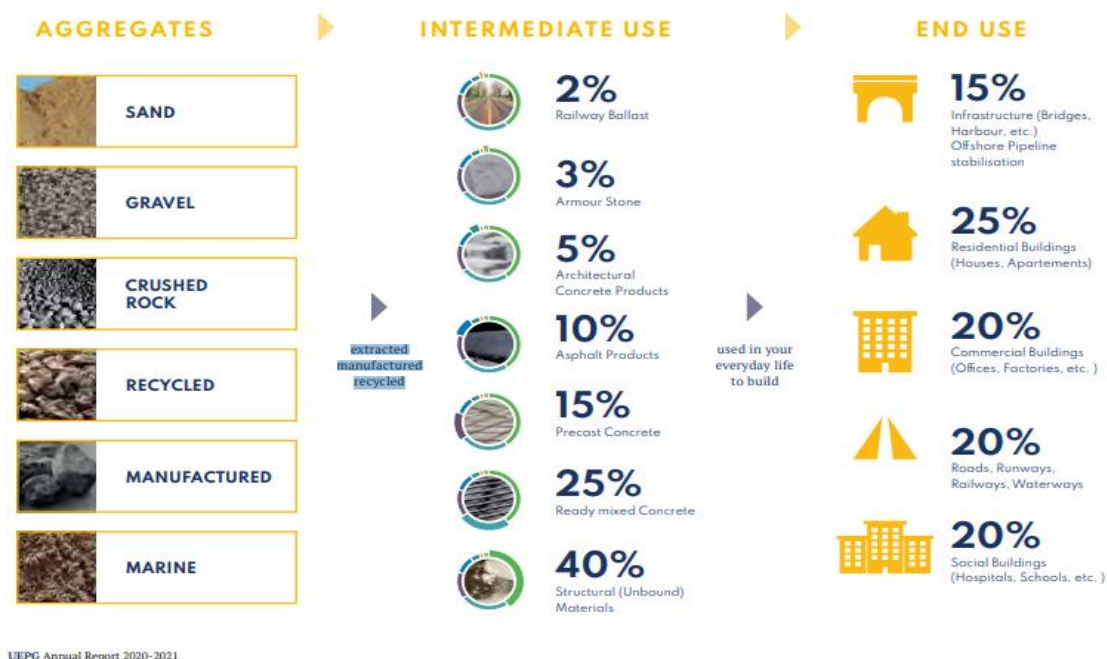 AGGREGATES
INTERMEDIATE USE
END USE
SAND
GRAVEL
CRUSHED
ROCK
RECYCLED
MANUFACTURED
MARINE
extracted
manufactured
recycled
2%
Railway Ballast
3%
Armour Stone
5%
Architectural
Concrete Products
10%
Asphalt Products
15%
Precast Concrete
25%
Ready mixed Concrete
40%
Structural (Unbound)
Materials
used in your
everyday life
to build
15%
Infrastructure (Bridges,
Harbour, etc.)
Offshore Pipeline
stabilisation
25%
Residential Buildings
(Houses, Apartements)
20%
Commercial Buildings
(Offices, Factories, etc. )
20%
Roads, Runways,
Railways, Waterways
20%
Social Buildings
(Hospitals, Schools, etc. )
UEPG Annual Report 2020-2021